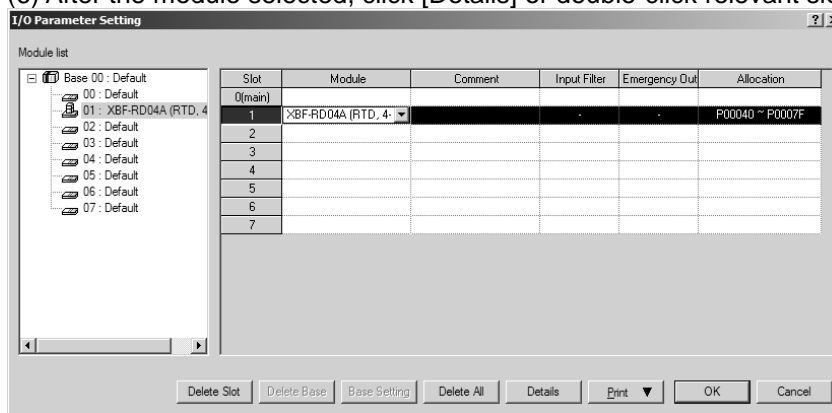 (3) After the module selected, click [Details] or double-click relevant
I/O Parameter Setting
Module list
Base 00 : Default
00 : Default
01 : XBF-RD04A (RTD, 4
02 : Default
03 : Default
04 : Default
05 : Default
06 : Default
07 : Default
Slot Module Comment Input Filter Emergency Out Allocation
0(main)
1 XBF-RD04A (RTD, 4- - - P00040 ~ P0007F
2
3
4
5
6
7
Delete Slot Delete Base Base Setting Delete All Details Print ▼ OK Cancel